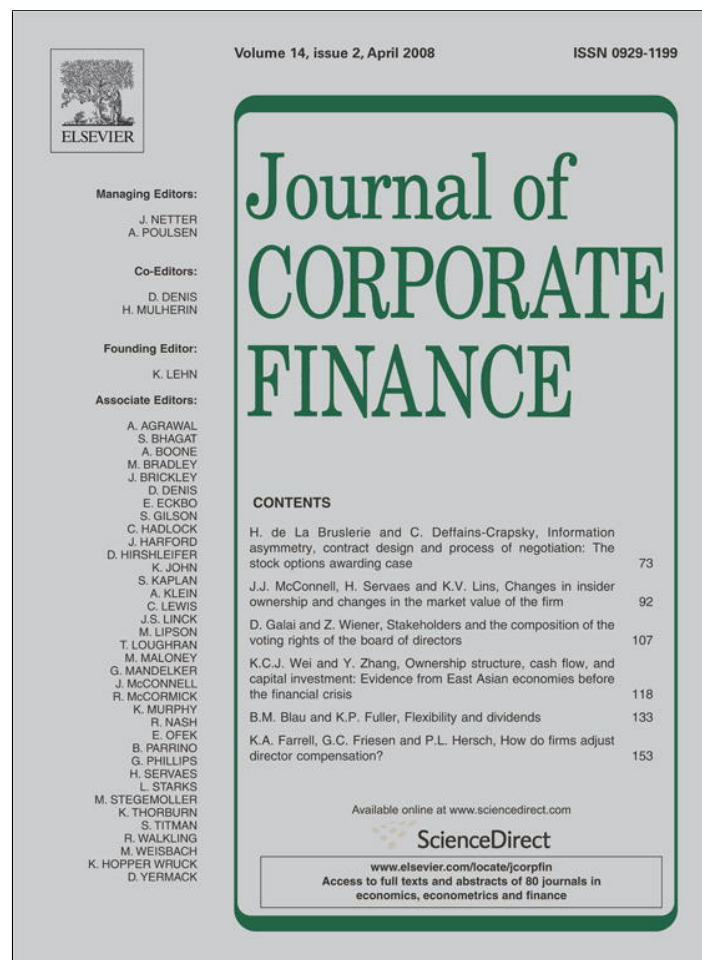 Volume 14, issue 2, April 2008
ISSN 0929-1199
ELSEVIER
Managing Editors:
J. NETTER
A. POULSEN
Co-Editors:
D. DENIS
H. MULHERIN
Founding Editor:
K. LEHN
Associate Editors:
A. AGRAWAL
S. BHAGAT
A. BOONE
M. BRADLEY
J. BRICKLEY
D. DENIS
E. ECKBO
S. GILSON
C. HADLOCK
J. HARFORD
D. HIRSHLEIFER
K. JOHN
S. KAPLAN
A. KLEIN
C. LEWIS
J.S. LINCK
M. LIPSON
T. LOUGHRAN
M. MALONEY
G. MANDELKER
J. McCONNELL
R. McCORMICK
K. MURPHY
R. NASH
E. OFEK
B. PARRINO
G. PHILLIPS
H. SERVAES
L. STARKS
M. STEGEMOLLER
K. THORBURN
S. TITMAN
R. WALKLING
M. WEISBACH
K. HOPPER WRUCK
D. YERMACK
Journal of
CORPORATE
FINANCE
CONTENTS
H. de La Bruslerie and C. Deffains-Crapsky, Information
asymmetry, contract design and process of negotiation: The
stock options awarding case 73
J.J. McConnell, H. Servaes and K.V. Lins, Changes in insider
ownership and changes in the market value of the firm 92
D. Galai and Z. Wiener, Stakeholders and the composition of the
voting rights of the board of directors 107
K.C.J. Wei and Y. Zhang, Ownership structure, cash flow, and
capital investment: Evidence from East Asian economies before
the financial crisis 118
B.M. Blau and K.P. Fuller, Flexibility and dividends 133
K.A. Farrell, G.C. Friesen and P.L. Hersch, How do firms adjust
director compensation? 153
Available online at www.sciencedirect.com
ScienceDirect
www.elsevier.com/locate/jcorpfin
Access to full texts and abstracts of 80 journals in
economics, econometrics and finance